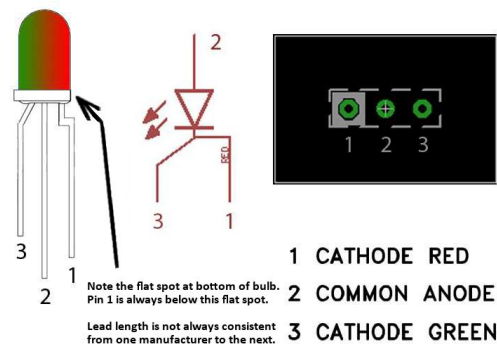 2
RED
3
1
3
2
1
1 2 3
Note the flat spot at bottom of bulb.
Pin 1 is always below this flat spot.
Lead length is not always consistent
from one manufacturer to the next.
1 CATHODE RED
2 COMMON ANODE
3 CATHODE GREEN